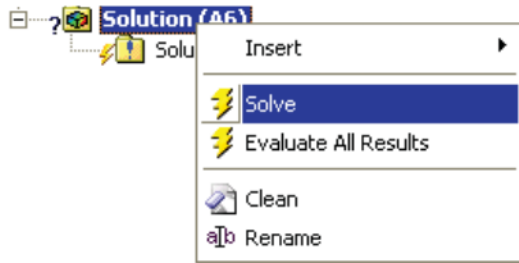 Solution (A6)
Solu
Insert
Solve
Evaluate All Results
Clean
Rename